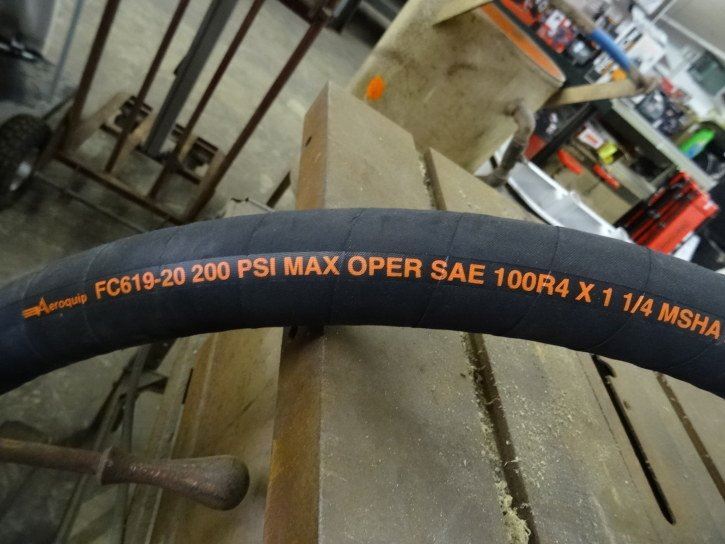 Aeroquip FC619-20 200 PSI MAX OPER SAE 100R4 X 1 1/4 MSHA